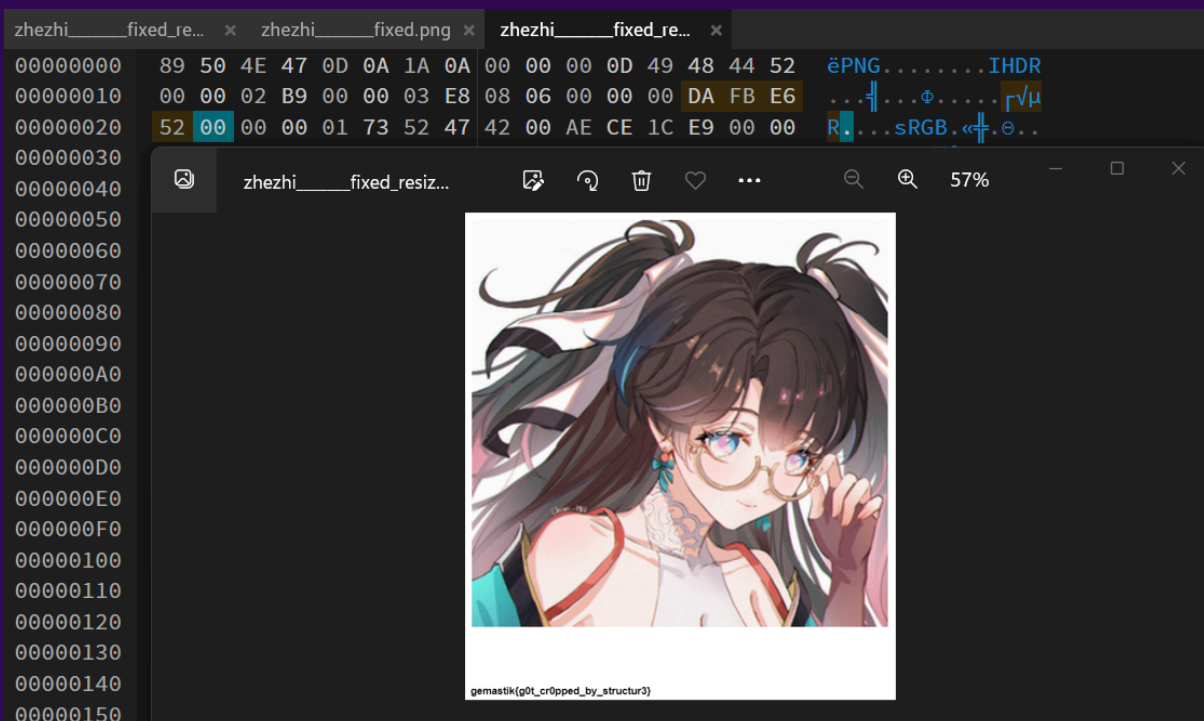 zhezhi_______fixed_re... × zhezhi_______fixed.png × zhezhi_______fixed_re... ×
00000000 89 50 4E 47 0D 0A 1A 0A 00 00 00 0D 49 48 44 52 ëPNG........IHDR
00000010 00 00 02 B9 00 00 03 E8 08 06 00 00 00 DA FB E6 ...╣...Φ.....┌√µ
00000020 52 00 00 00 01 73 52 47 42 00 AE CE 1C E9 00 00 R....sRGB.«╬.Θ..
00000030
00000040
zhezhi______fixed_resiz...
57%
00000050
00000060
00000070
00000080
00000090
000000A0
000000B0
000000C0
000000D0
000000E0
000000F0
00000100
00000110
00000120
00000130
00000140
gemastik{g0t_cr0pped_by_structur3}
00000150